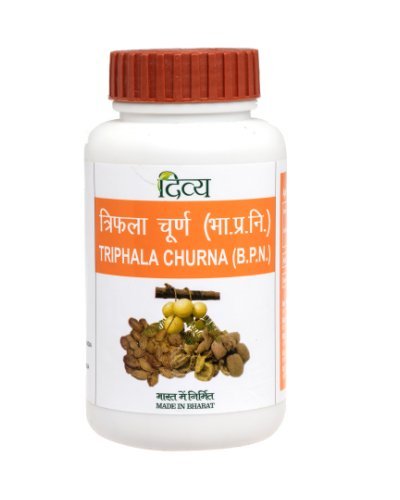 दिव्य
त्रिफला चूर्ण (भा.प्र.नि.)
TRIPHALA CHURNA (B.P.N.)
भारत में निर्मित
MADE IN BHARAT